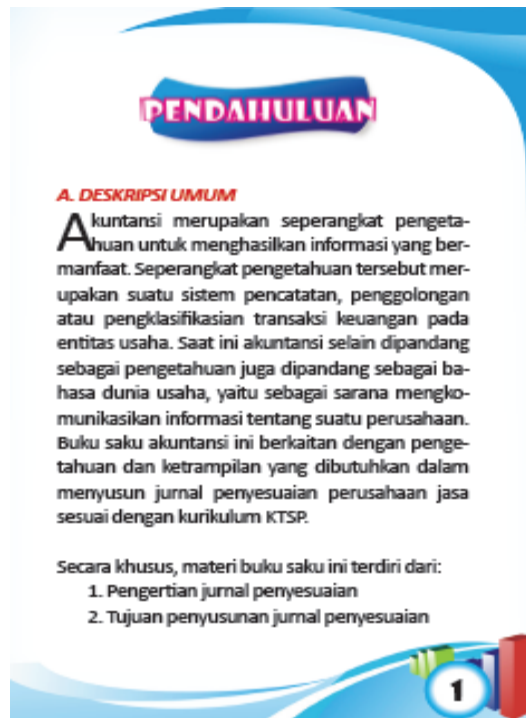 PENDAHULUAN
A. DESKRIPSI UMUM
Akuntansi merupakan seperangkat pengeta-
huan untuk menghasilkan informasi yang ber-
manfaat. Seperangkat pengetahuan tersebut mer-
upakan suatu sistem pencatatan, penggolongan
atau pengklasifikasian transaksi keuangan pada
entitas usaha. Saat ini akuntansi selain dipandang
sebagai pengetahuan juga dipandang sebagai ba-
hasa dunia usaha, yaitu sebagai sarana mengko-
munikasikan informasi tentang suatu perusahaan.
Buku saku akuntansi ini berkaitan dengan penge-
tahuan dan ketrampilan yang dibutuhkan dalam
menyusun jurnal penyesuaian perusahaan jasa
sesuai dengan kurikulum KTSP.
Secara khusus, materi buku saku ini terdiri dari:
1. Pengertian jurnal penyesuaian
2. Tujuan penyusunan jurnal penyesuaian
1